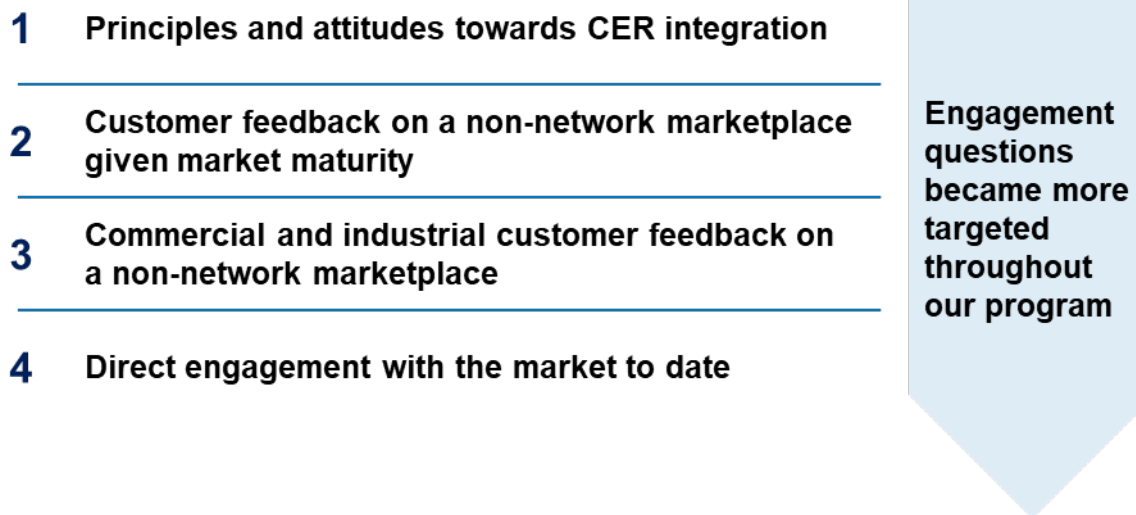 1 Principles and attitudes towards CER integration
2 Customer feedback on a non-network marketplace
given market maturity
3 Commercial and industrial customer feedback on
a non-network marketplace
4 Direct engagement with the market to date
Engagement
questions
became more
targeted
throughout
our program